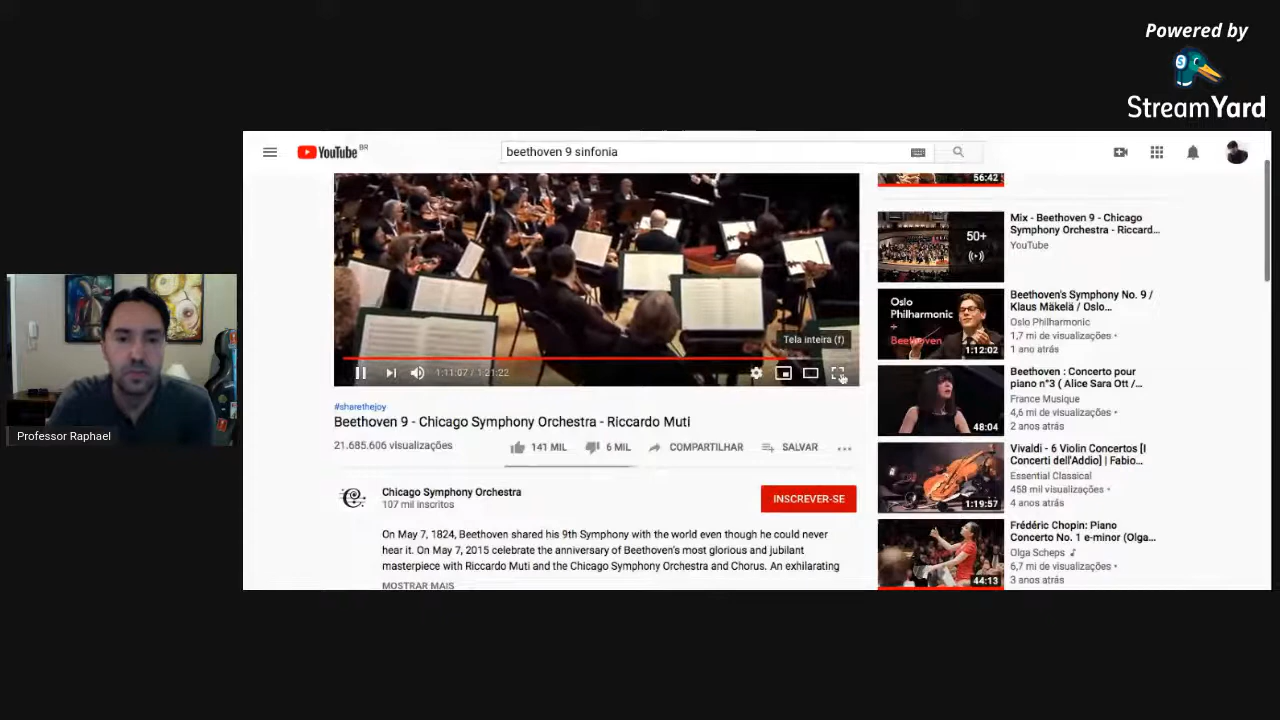 Powered by
StreamYard
YouTube BR
beethoven 9 sinfonia
Tela inteira (f)
1:11:07 / 1:21:22
#sharethejoy
Beethoven 9 - Chicago Symphony Orchestra - Riccardo Muti
21.685.606 visualizações
141 MIL
6 MIL
COMPARTILHAR
SALVAR
Chicago Symphony Orchestra
107 mil inscritos
INSCREVER-SE
On May 7, 1824, Beethoven shared his 9th Symphony with the world even though he could never
hear it. On May 7, 2015 celebrate the anniversary of Beethoven's most glorious and jubilant
masterpiece with Riccardo Muti and the Chicago Symphony Orchestra and Chorus. An exhilarating
MOSTRAR MAIS
56:42
50+
Mix - Beethoven 9 - Chicago
Symphony Orchestra - Riccard...
YouTube
Oslo
Philharmonic
+
Beethoven
1:12:02
Beethoven's Symphony No. 9 /
Klaus Mäkelä / Oslo...
Oslo Philharmonic
1,7 mi de visualizações •
1 ano atrás
48:04
Beethoven : Concerto pour
piano n°3 ( Alice Sara Ott /...
France Musique
4,6 mi de visualizações •
2 anos atrás
1:19:57
Vivaldi - 6 Violin Concertos [I
Concerti dell'Addio] | Fabio...
Essential Classical
458 mil visualizações •
4 anos atrás
44:13
Frédéric Chopin: Piano
Concerto No. 1 e-minor (Olga...
Olga Scheps
6,7 mi de visualizações •
3 anos atrás
Professor Raphael